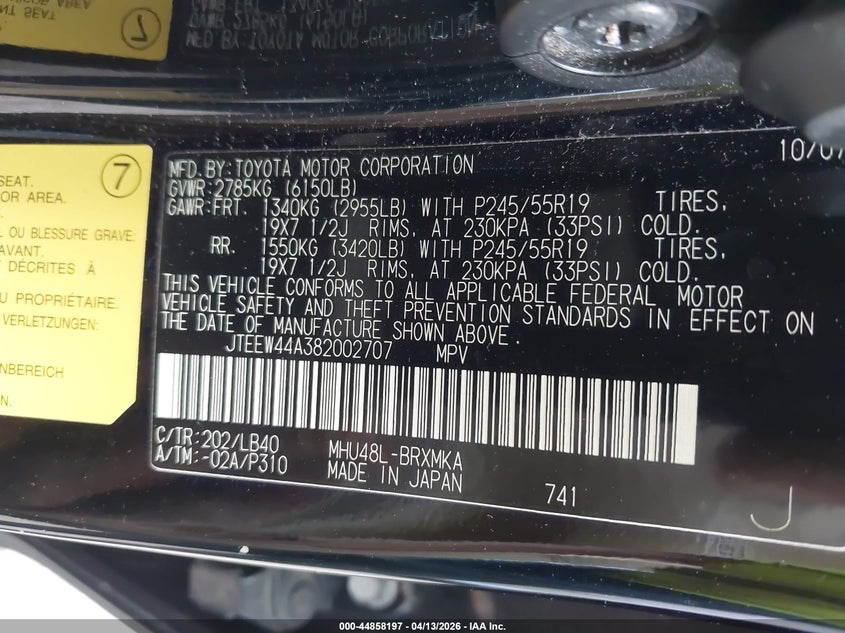 7
SEAT.
OR AREA.
L OU BLESSURE GRAVE:
AVANT.
DÉCRITES À
U PROPRIÉTAIRE.
VERLETZUNGEN:
NBEREICH
N.
7
10/07
MFD. BY: TOYOTA MOTOR CORPORATION
GVWR: 2785KG (6150LB)
GAWR: FRT. 1340KG (2955LB) WITH P245/55R19 TIRES,
19X7 1/2J RIMS, AT 230KPA (33PSI) COLD.
RR. 1550KG (3420LB) WITH P245/55R19 TIRES,
19X7 1/2J RIMS, AT 230KPA (33PSI) COLD.
THIS VEHICLE CONFORMS TO ALL APPLICABLE FEDERAL MOTOR
VEHICLE SAFETY AND THEFT PREVENTION STANDARDS IN EFFECT ON
THE DATE OF MANUFACTURE SHOWN ABOVE.
JTEEW44A382002707 MPV
C/TR: 202/LB40 MHU48L-BRXMKA
A/TM: -02A/P310 MADE IN JAPAN
741
J
000-44858197 - 04/13/2026 - IAA Inc.